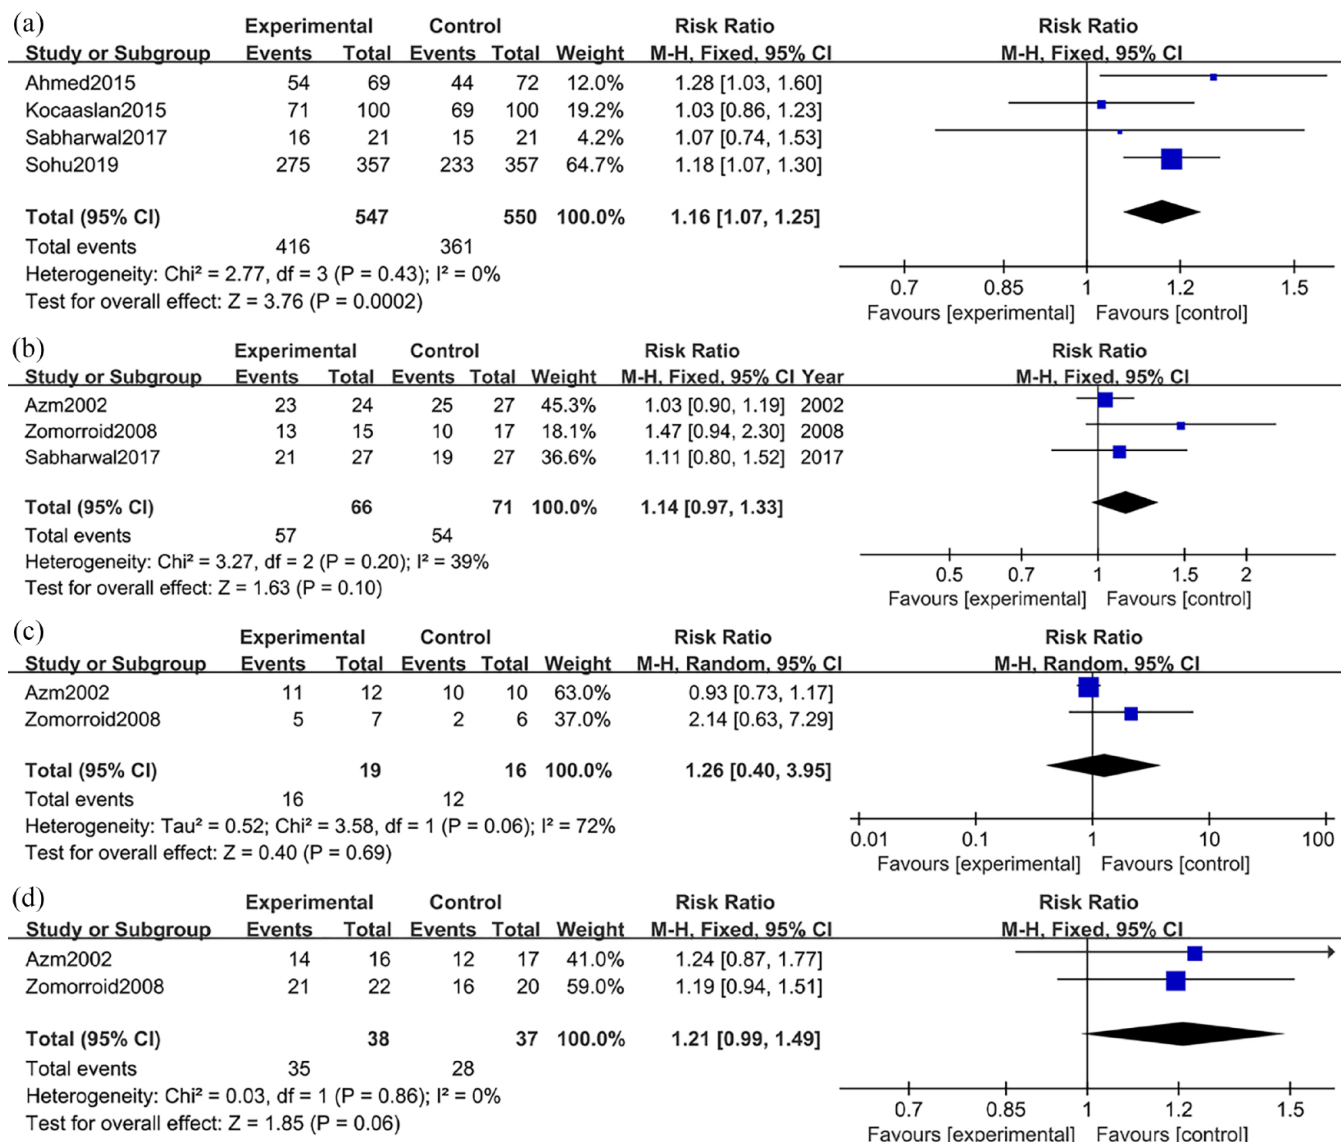 (a)
Experimental Control Risk Ratio Risk Ratio
Study or Subgroup Events Total Events Total Weight M-H, Fixed, 95% CI M-H, Fixed, 95% CI
Ahmed2015 54 69 44 72 12.0% 1.28 [1.03, 1.60]
Kocaaslan2015 71 100 69 100 19.2% 1.03 [0.86, 1.23]
Sabharwal2017 16 21 15 21 4.2% 1.07 [0.74, 1.53]
Sohu2019 275 357 233 357 64.7% 1.18 [1.07, 1.30]
Total (95% CI) 547 550 100.0% 1.16 [1.07, 1.25]
Total events 416 361
Heterogeneity: Chi² = 2.77, df = 3 (P = 0.43); I² = 0%
Test for overall effect: Z = 3.76 (P = 0.0002)
0.7 0.85 1 1.2 1.5
Favours [experimental] Favours [control]
(b)
Experimental Control Risk Ratio Risk Ratio
Study or Subgroup Events Total Events Total Weight M-H, Fixed, 95% CI Year M-H, Fixed, 95% CI
Azm2002 23 24 25 27 45.3% 1.03 [0.90, 1.19] 2002
Zomorroid2008 13 15 10 17 18.1% 1.47 [0.94, 2.30] 2008
Sabharwal2017 21 27 19 27 36.6% 1.11 [0.80, 1.52] 2017
Total (95% CI) 66 71 100.0% 1.14 [0.97, 1.33]
Total events 57 54
Heterogeneity: Chi² = 3.27, df = 2 (P = 0.20); I² = 39%
Test for overall effect: Z = 1.63 (P = 0.10)
0.5 0.7 1 1.5 2
Favours [experimental] Favours [control]
(c)
Experimental Control Risk Ratio Risk Ratio
Study or Subgroup Events Total Events Total Weight M-H, Random, 95% CI M-H, Random, 95% CI
Azm2002 11 12 10 10 63.0% 0.93 [0.73, 1.17]
Zomorroid2008 5 7 2 6 37.0% 2.14 [0.63, 7.29]
Total (95% CI) 19 16 100.0% 1.26 [0.40, 3.95]
Total events 16 12
Heterogeneity: Tau² = 0.52; Chi² = 3.58, df = 1 (P = 0.06); I² = 72%
Test for overall effect: Z = 0.40 (P = 0.69)
0.01 0.1 1 10 100
Favours [experimental] Favours [control]
(d)
Experimental Control Risk Ratio Risk Ratio
Study or Subgroup Events Total Events Total Weight M-H, Fixed, 95% CI M-H, Fixed, 95% CI
Azm2002 14 16 12 17 41.0% 1.24 [0.87, 1.77]
Zomorroid2008 21 22 16 20 59.0% 1.19 [0.94, 1.51]
Total (95% CI) 38 37 100.0% 1.21 [0.99, 1.49]
Total events 35 28
Heterogeneity: Chi² = 0.03, df = 1 (P = 0.86); I² = 0%
Test for overall effect: Z = 1.85 (P = 0.06)
0.7 0.85 1 1.2 1.5
Favours [experimental] Favours [control]